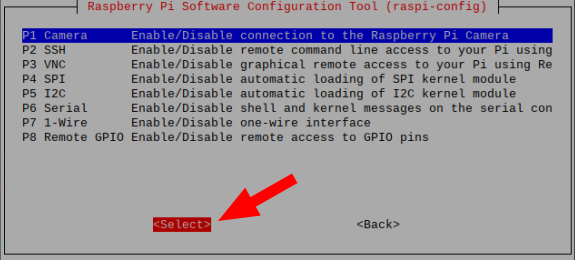 Raspberry Pi Software Configuration Tool (raspi-config)
P1 Camera Enable/Disable connection to the Raspberry Pi Camera
P2 SSH Enable/Disable remote command line access to your Pi using
P3 VNC Enable/Disable graphical remote access to your Pi using Re
P4 SPI Enable/Disable automatic loading of SPI kernel module
P5 I2C Enable/Disable automatic loading of I2C kernel module
P6 Serial Enable/Disable shell and kernel messages on the serial con
P7 1-Wire Enable/Disable one-wire interface
P8 Remote GPIO Enable/Disable remote access to GPIO pins
<Select> <Back>